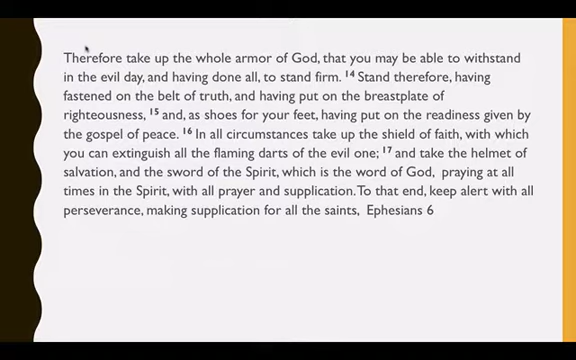 Therefore take up the whole armor of God, that you may be able to withstand
in the evil day, and having done all, to stand firm. 14 Stand therefore, having
fastened on the belt of truth, and having put on the breastplate of
righteousness, 15 and, as shoes for your feet, having put on the readiness given by
the gospel of peace. 16 In all circumstances take up the shield of faith, with which
you can extinguish all the flaming darts of the evil one; 17 and take the helmet of
salvation, and the sword of the Spirit, which is the word of God, praying at all
times in the Spirit, with all prayer and supplication. To that end, keep alert with all
perseverance, making supplication for all the saints, Ephesians 6